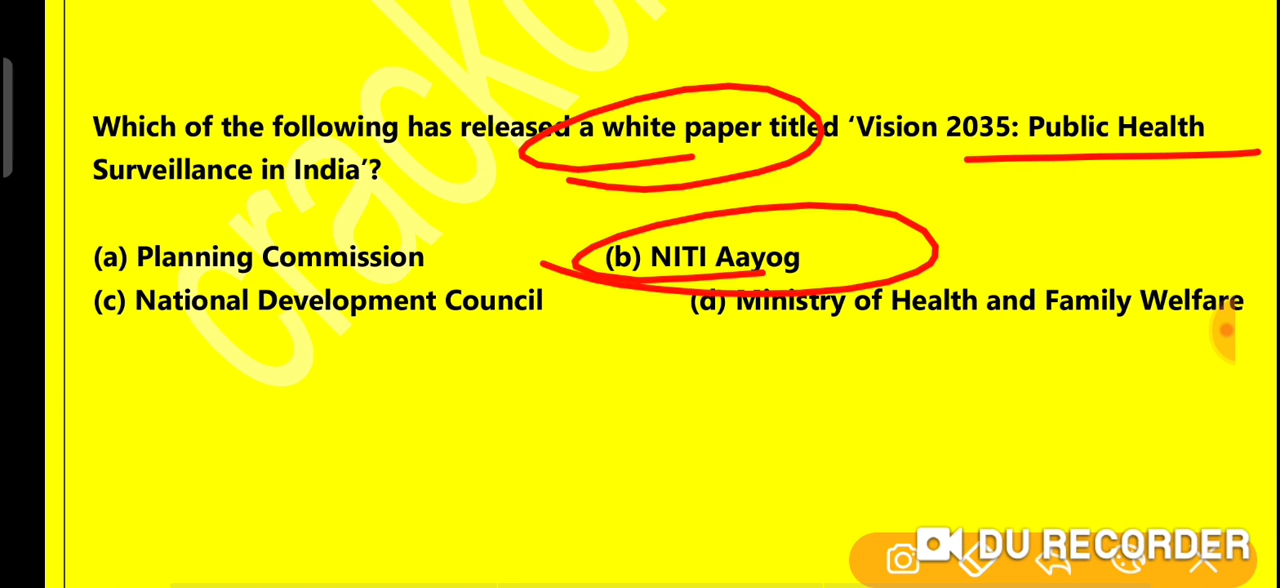 cracko
Which of the following has released a white paper titled ‘Vision 2035: Public Health
Surveillance in India’?
(a) Planning Commission (b) NITI Aayog
(c) National Development Council (d) Ministry of Health and Family Welfare
DU RECORDER